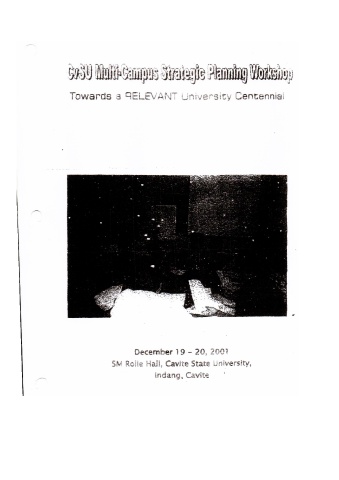 CvSU Multi-Campus Strategic Planning Workshop
Towards a RELEVANT University Centennial
December 19 - 20, 2001
SM Rolle Hall, Cavite State University,
Indang, Cavite